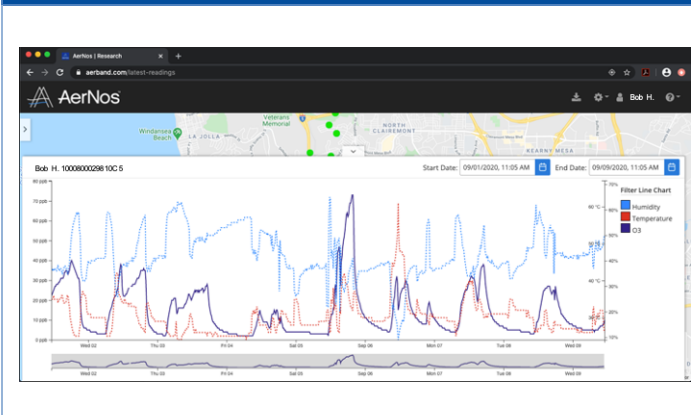 AerNos | Research
aerband.com/latest-readings
AerNos
Bob H.
Veterans
Memorial
NORTH
CLAIREMONT
Windansea
Beach
LA JOLLA
KEARNY MESA
Bob H. 1000800029810C 5
Start Date: 09/01/2020, 11:05 AM End Date: 09/09/2020, 11:05 AM
80 ppb
70 ppb
60 ppb
50 ppb
40 ppb
30 ppb
20 ppb
10 ppb
0 ppb
60 °C
40 °C
70%
60%
40%
30%
20%
10%
Filter Line Chart
Humidity
Temperature
O3
Wed 02 Thu 03 Fri 04 Sat 05 Sep 06 Mon 07 Tue 08 Wed 09
Wed 02 Thu 03 Fri 04 Sat 05 Sep 06 Mon 07 Tue 08 Wed 09